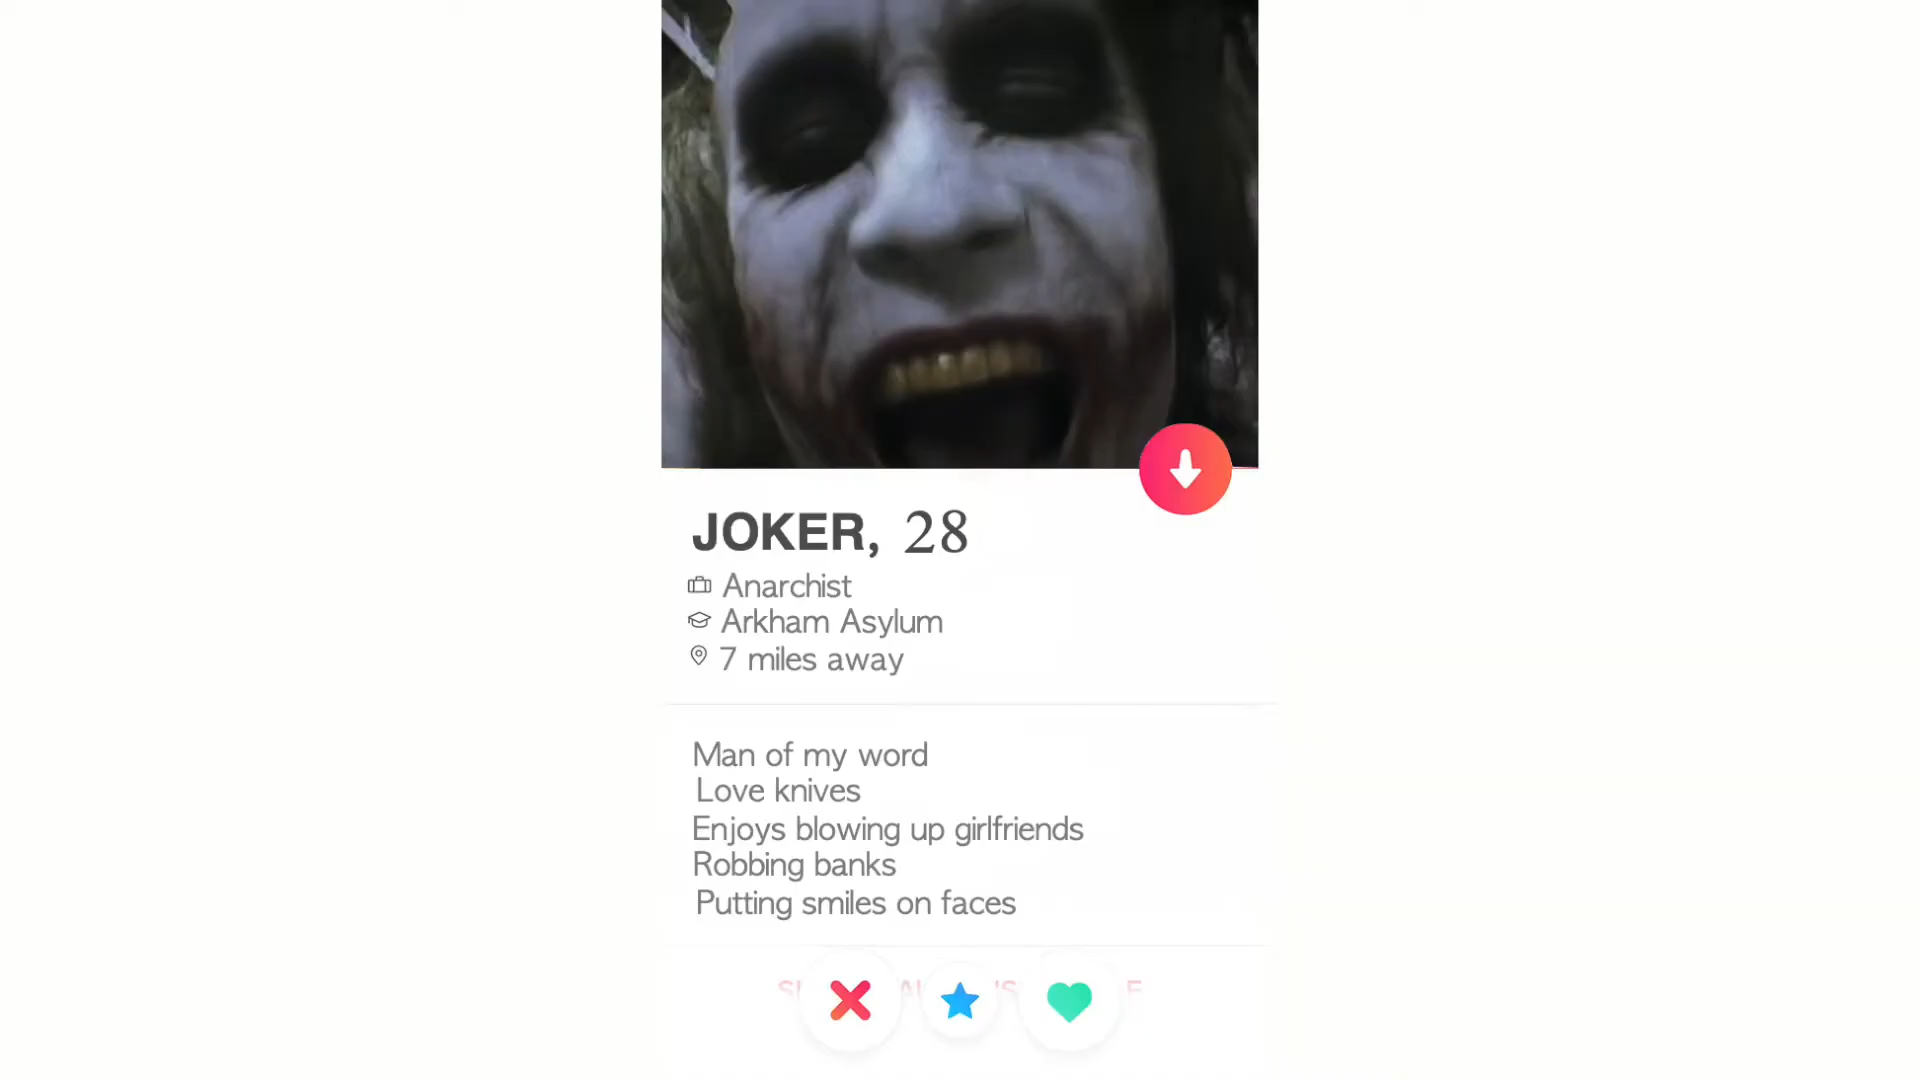 JOKER, 28
Anarchist
Arkham Asylum
7 miles away
Man of my word
Love knives
Enjoys blowing up girlfriends
Robbing banks
Putting smiles on faces